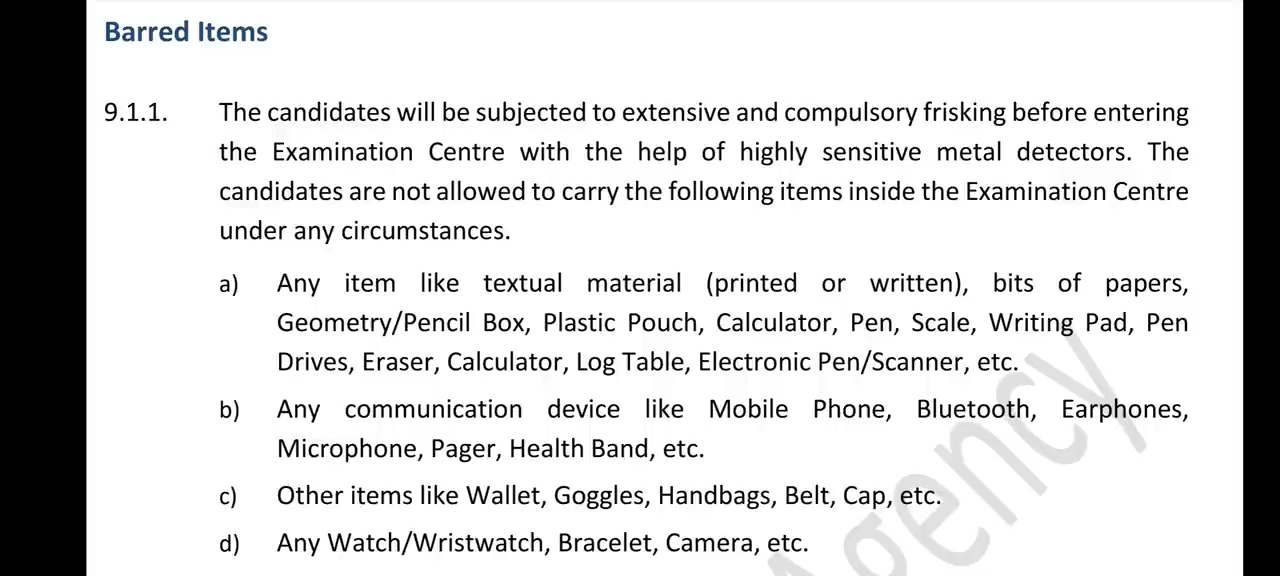 Barred Items
9.1.1. The candidates will be subjected to extensive and compulsory frisking before entering
the Examination Centre with the help of highly sensitive metal detectors. The
candidates are not allowed to carry the following items inside the Examination Centre
under any circumstances.
a) Any item like textual material (printed or written), bits of papers,
Geometry/Pencil Box, Plastic Pouch, Calculator, Pen, Scale, Writing Pad, Pen
Drives, Eraser, Calculator, Log Table, Electronic Pen/Scanner, etc.
b) Any communication device like Mobile Phone, Bluetooth, Earphones,
Microphone, Pager, Health Band, etc.
c) Other items like Wallet, Goggles, Handbags, Belt, Cap, etc.
d) Any Watch/Wristwatch, Bracelet, Camera, etc.
Agency